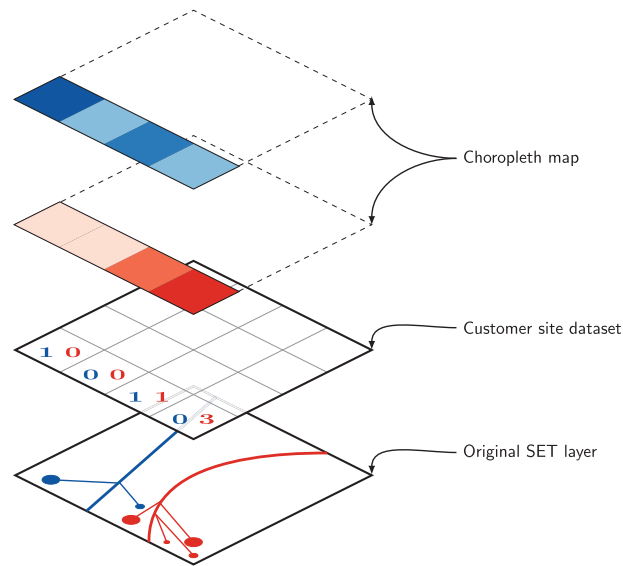 Choropleth map
Customer site dataset
1 0
0 0
1 1
0 3
Original SET layer